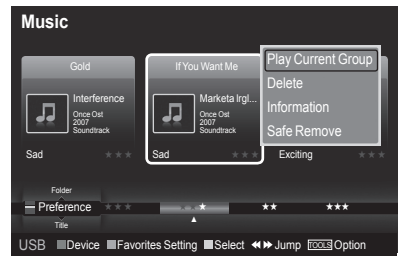 Music
Gold
Interference
Once Ost
2007
Soundtrack
Sad
If You Want Me
Marketa Irgl...
Once Ost
2007
Soundtrack
Sad
Play Current Group
Delete
Information
Safe Remove
Exciting
Folder
Preference
Title
USB Device Favorites Setting Select Jump TOOLS Option